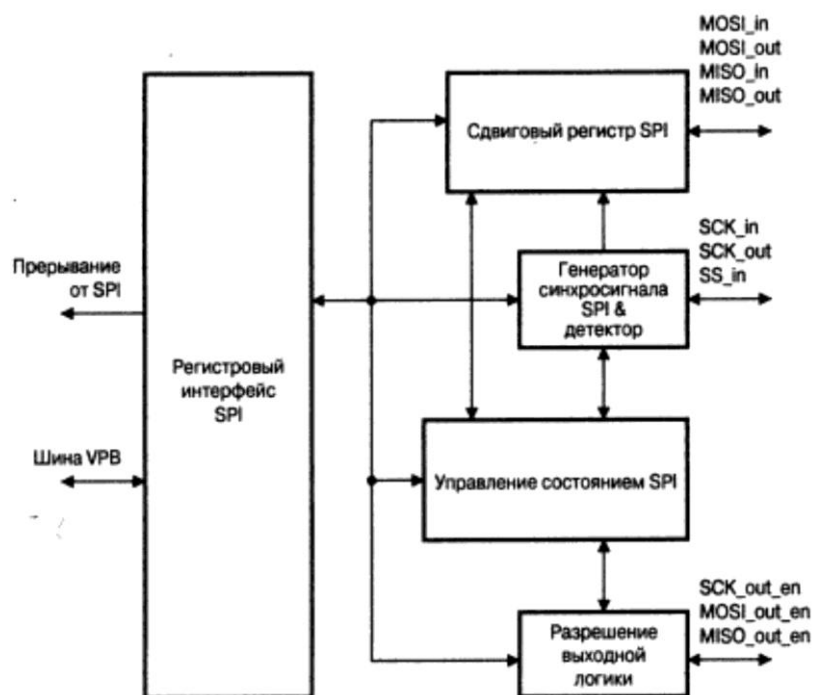 MOSI_in
MOSI_out
MISO_in
MISO_out
Сдвиговый регистр SPI
SCK_in
SCK_out
SS_in
Генератор
синхросигнала
SPI &
детектор
Прерывание
от SPI
Регистровый
интерфейс
SPI
Шина VPB
Управление состоянием SPI
SCK_out_en
MOSI_out_en
MISO_out_en
Разрешение
выходной
логики